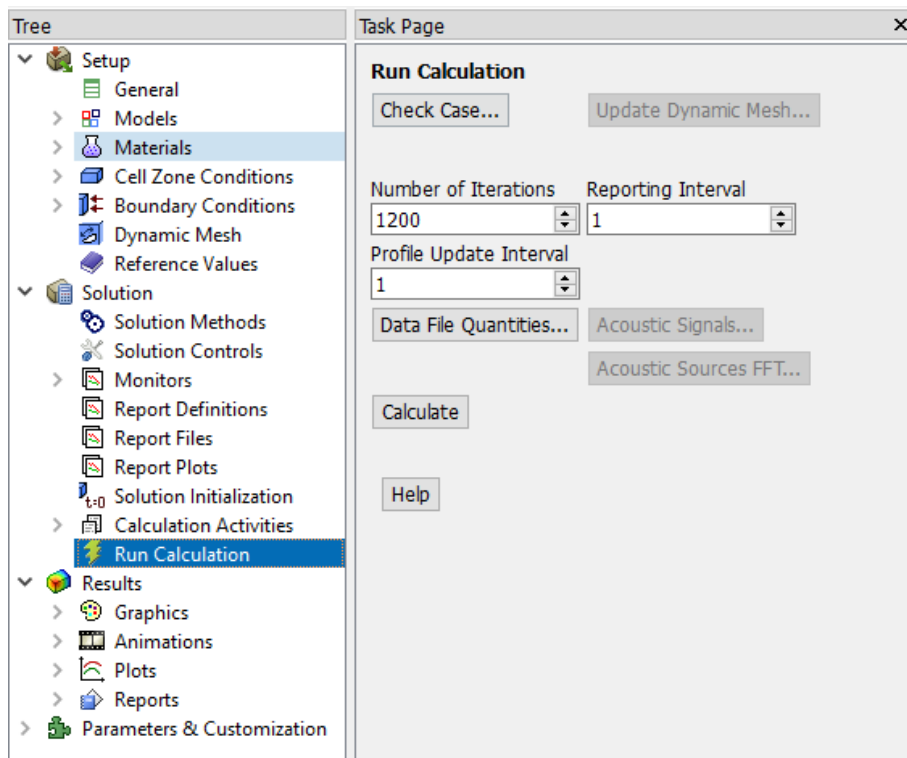 Tree
Setup
General
Models
Materials
Cell Zone Conditions
Boundary Conditions
Dynamic Mesh
Reference Values
Solution
Solution Methods
Solution Controls
Monitors
Report Definitions
Report Files
Report Plots
t=0 Solution Initialization
Calculation Activities
Run Calculation
Results
Graphics
Animations
Plots
Reports
Parameters & Customization
Task Page
Run Calculation
Check Case... Update Dynamic Mesh...
Number of Iterations Reporting Interval
1200 1
Profile Update Interval
1
Data File Quantities... Acoustic Signals...
Acoustic Sources FFT...
Calculate
Help